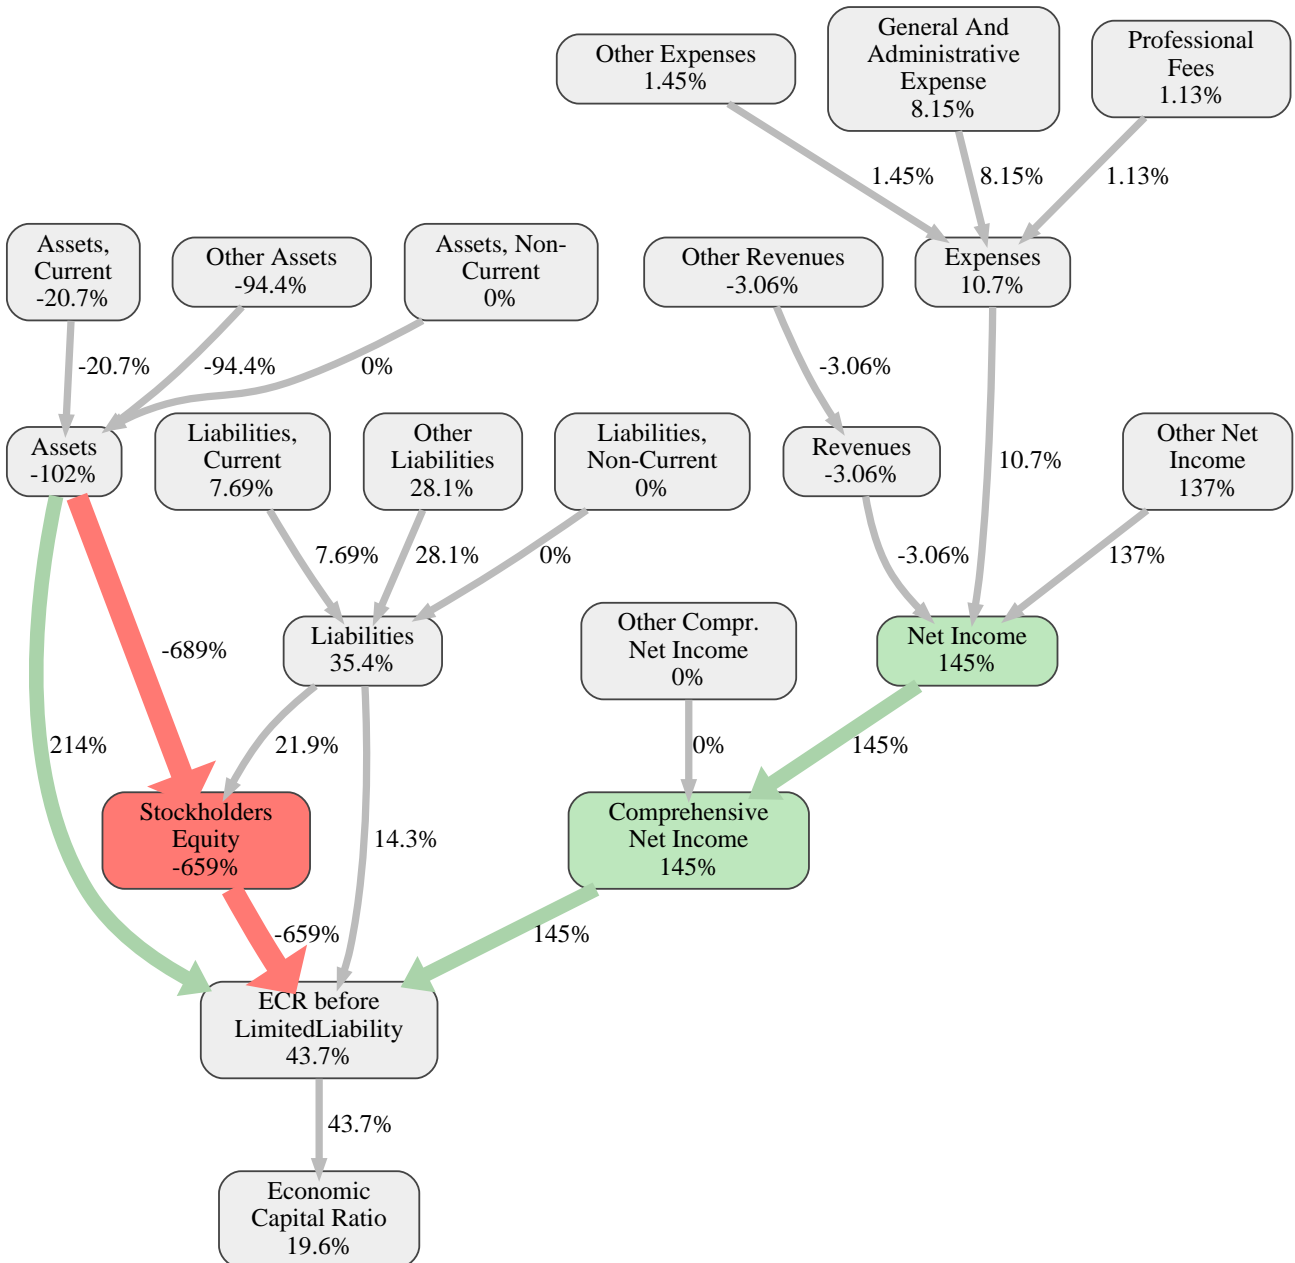 Other Expenses
1.45%
General And
Administrative
Expense
8.15%
Professional
Fees
1.13%
1.45%
8.15%
1.13%
Assets,
Current
-20.7%
Other Assets
-94.4%
Assets, Non-
Current
0%
Other Revenues
-3.06%
Expenses
10.7%
-20.7%
-94.4%
0%
-3.06%
Assets
-102%
Liabilities,
Current
7.69%
Other
Liabilities
28.1%
Liabilities,
Non-Current
0%
Revenues
-3.06%
10.7%
Other Net
Income
137%
7.69%
28.1%
0%
-3.06%
137%
-689%
Liabilities
35.4%
Other Compr.
Net Income
0%
Net Income
145%
214%
21.9%
0%
145%
Stockholders
Equity
-659%
14.3%
Comprehensive
Net Income
145%
-659%
145%
ECR before
LimitedLiability
43.7%
43.7%
Economic
Capital Ratio
19.6%